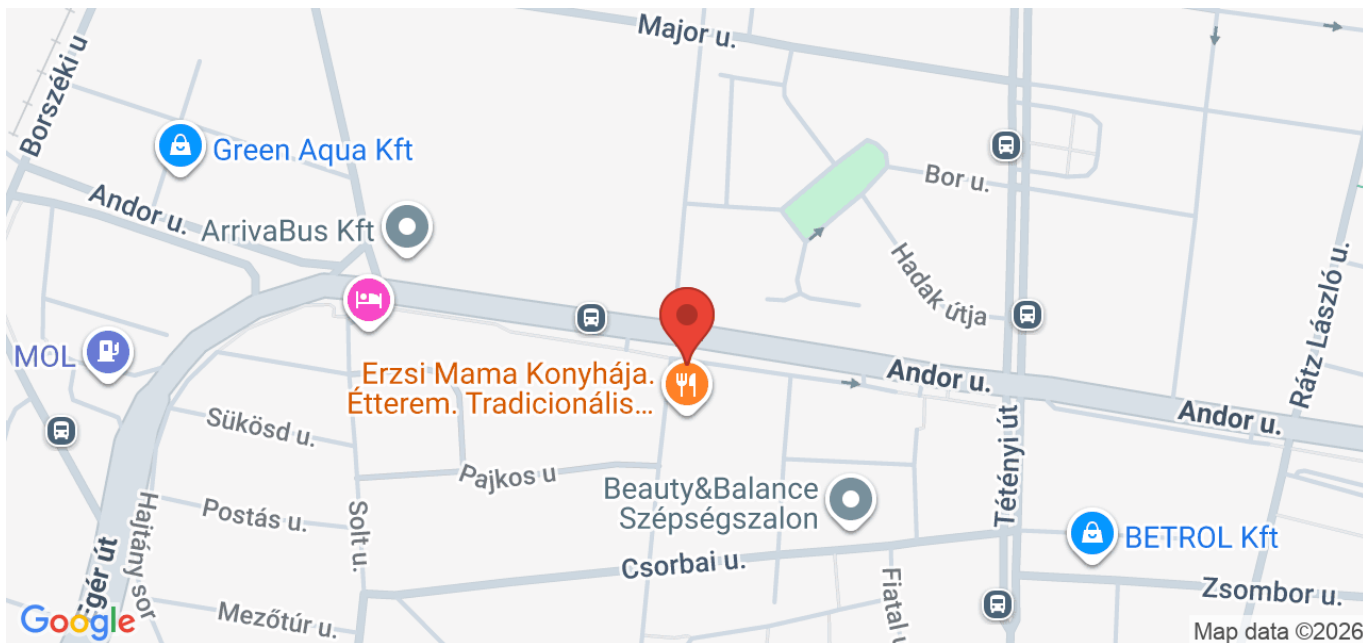 Major u.
Borszéki u
Green Aqua Kft
Bor u.
Andor u.
ArrivaBus Kft
Hadak útja
MOL
Erzsi Mama Konyhája.
Étterem. Tradicionális...
Andor u.
Andor u.
Rátz László u.
Sükösd u.
Pajkos u
Tétényi út
Beauty&Balance
Szépségszalon
Postás u.
Solt u.
Hajtány sor
Egér út
BETROL Kft
Csorbai u.
Fiatal u
Zsombor u.
Mezőtúr u.
Google
Map data ©2026